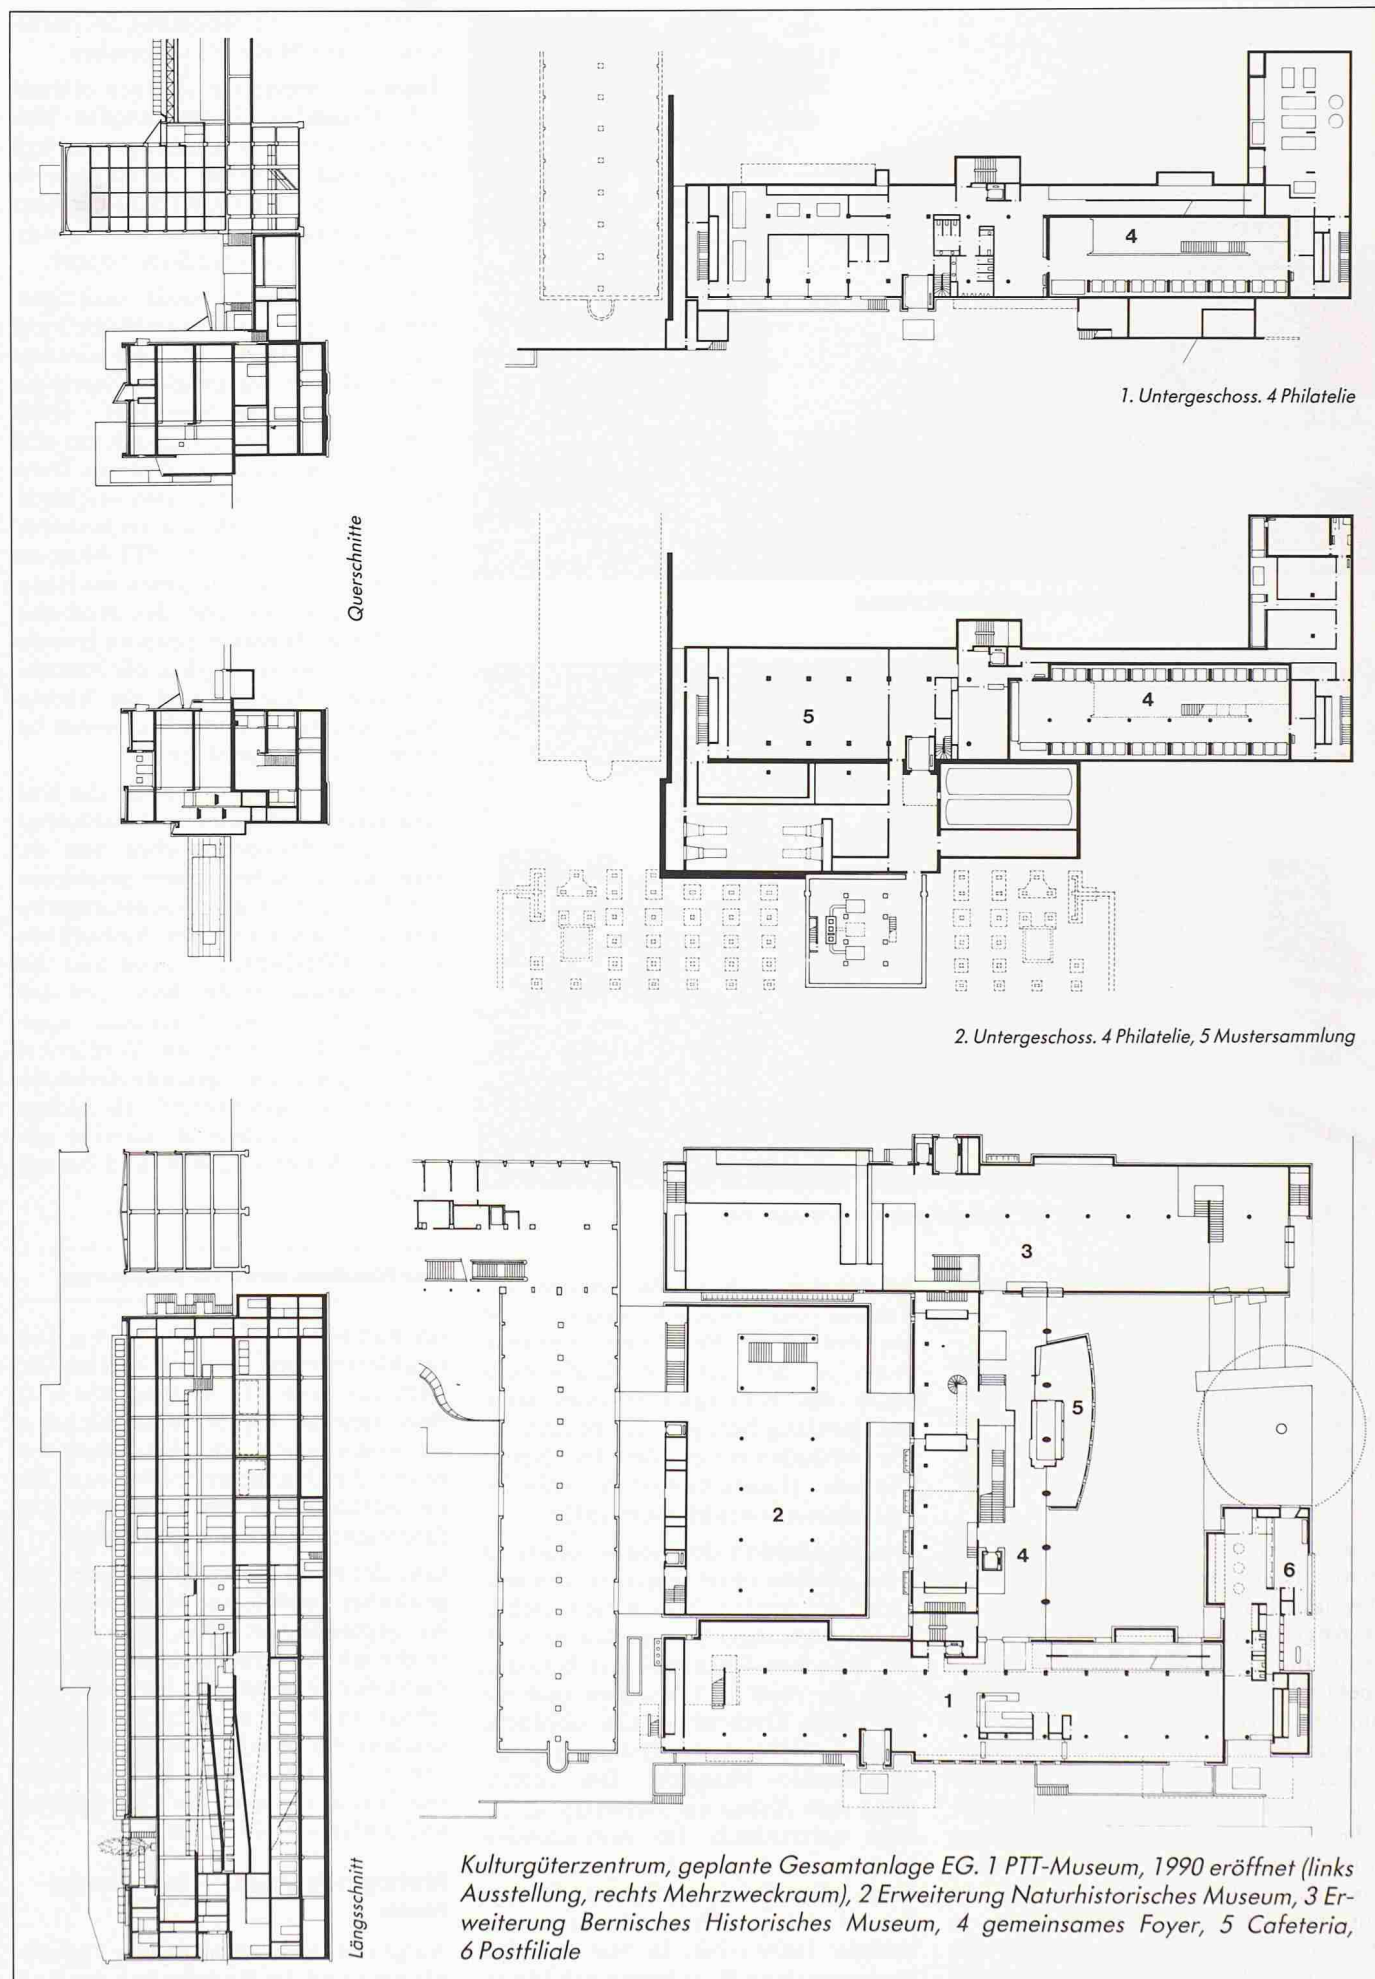 4
1. Untergeschoss. 4 Philatelie
Querschnitte
5
4
2. Untergeschoss. 4 Philatelie, 5 Mustersammlung
3
5
2
4
6
1
Längsschnitt
Kulturgüterzentrum, geplante Gesamtanlage EG. 1 PTT-Museum, 1990 eröffnet (links
Ausstellung, rechts Mehrzweckraum), 2 Erweiterung Naturhistorisches Museum, 3 Er-
weiterung Bernisches Historisches Museum, 4 gemeinsames Foyer, 5 Cafeteria,
6 Postfiliale